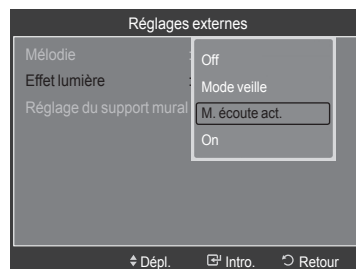 Réglages externes
Mélodie :
Effet lumière :
Réglage du support mural
Off
Mode veille
M. écoute act.
On
Dépl. Intro. Retour